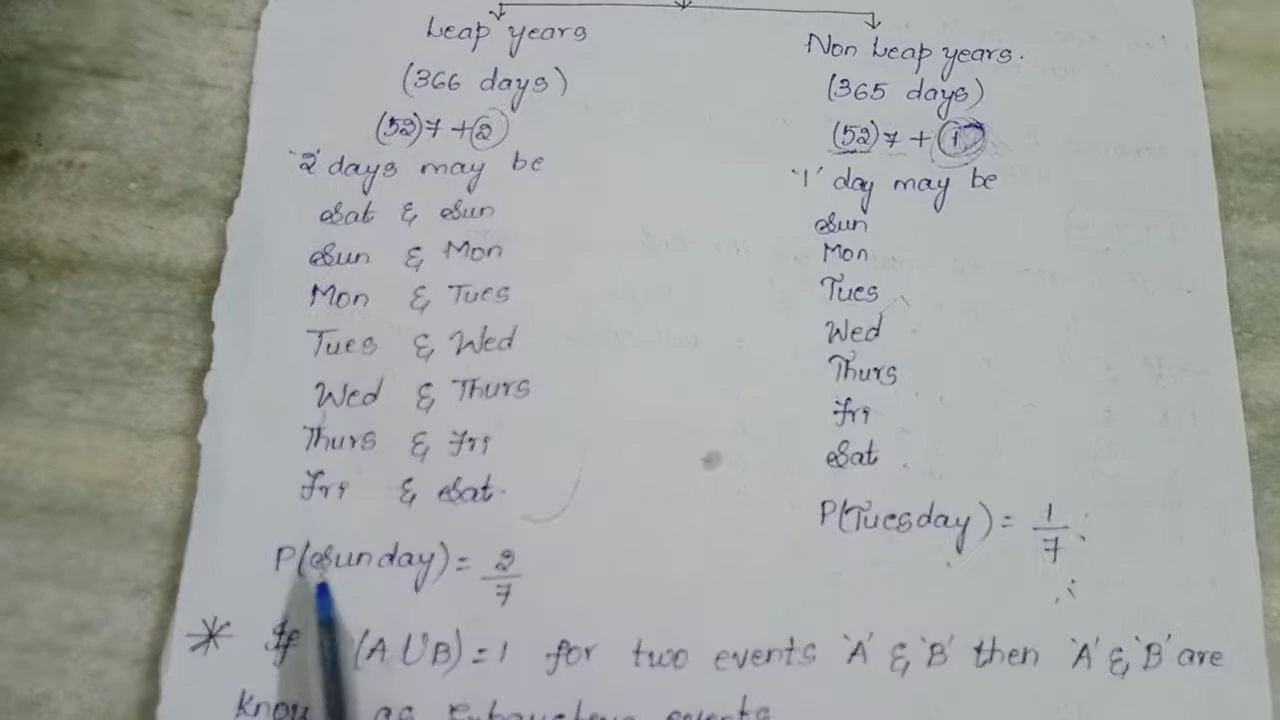 Leap years
(366 days)
(52)7 + 2
'2' days may be
Sat & Sun
Sun & Mon
Mon & Tues
Tues & Wed
Wed & Thurs
Thurs & Fri
Fri & Sat.
P(Sunday) = 2/7
Non Leap years.
(365 days)
(52)7 + 1
'1' day may be
Sun
Mon
Tues
Wed
Thurs
Fri
Sat
P(Tuesday) = 1/7
* If (A ∪ B) = 1 for two events 'A' & 'B' then 'A' & 'B' are
as events